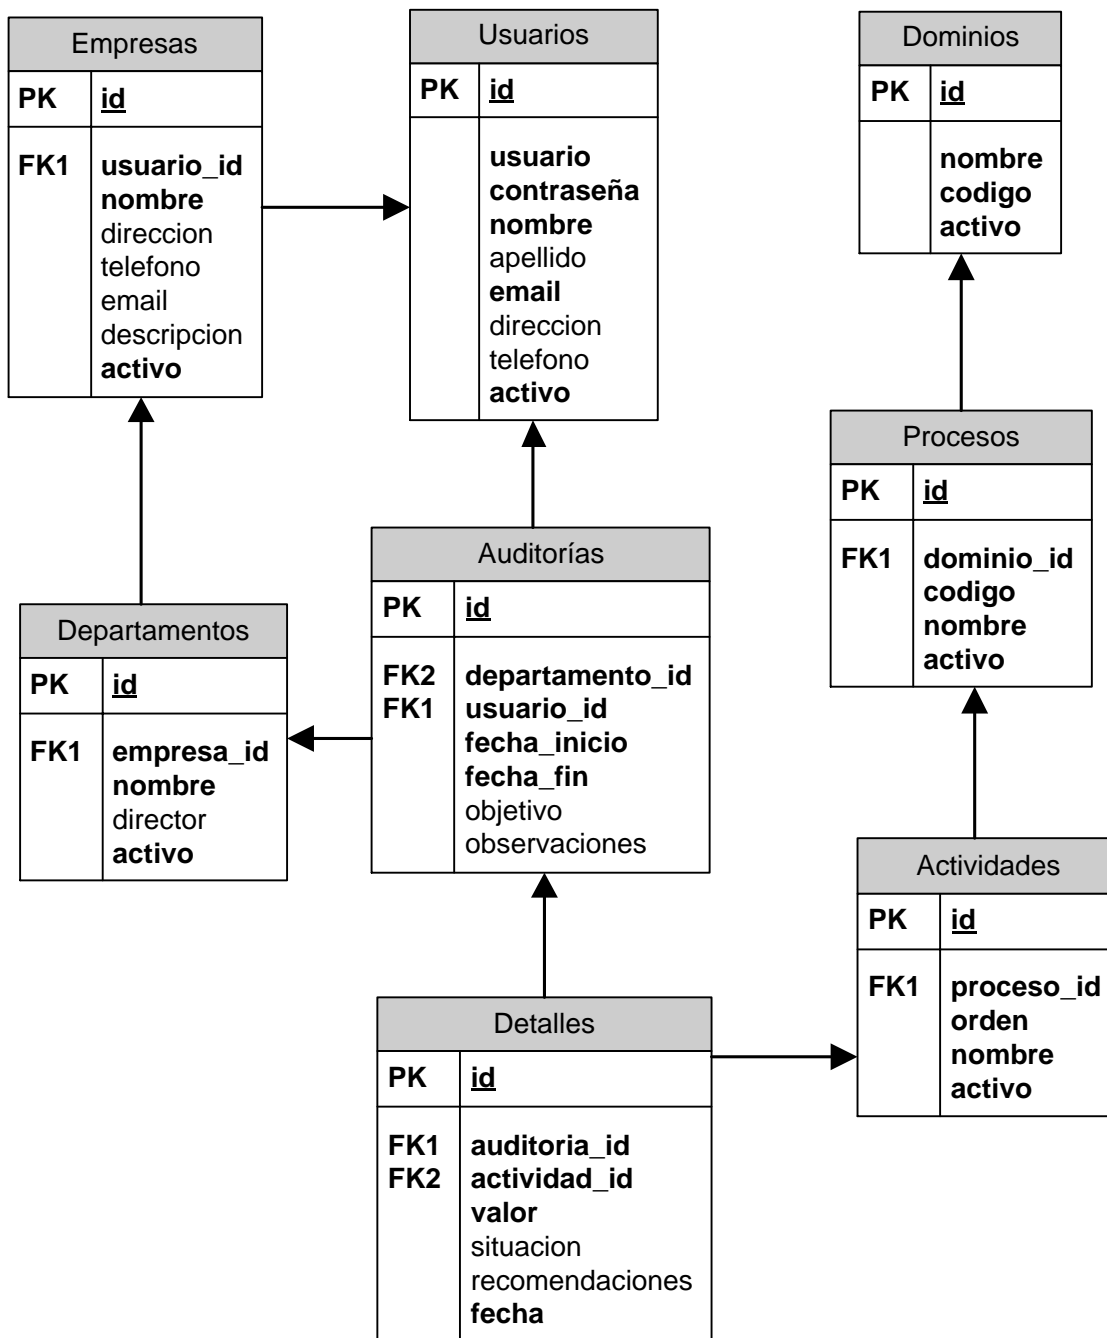 Empresas
PK id
FK1 usuario_id
nombre
direccion
telefono
email
descripcion
activo
Usuarios
PK id
usuario
contraseña
nombre
apellido
email
direccion
telefono
activo
Dominios
PK id
nombre
codigo
activo
Procesos
PK id
FK1 dominio_id
codigo
nombre
activo
Auditorías
PK id
FK2 departamento_id
FK1 usuario_id
fecha_inicio
fecha_fin
objetivo
observaciones
Departamentos
PK id
FK1 empresa_id
nombre
director
activo
Actividades
PK id
FK1 proceso_id
orden
nombre
activo
Detalles
PK id
FK1 auditoria_id
FK2 actividad_id
valor
situacion
recomendaciones
fecha